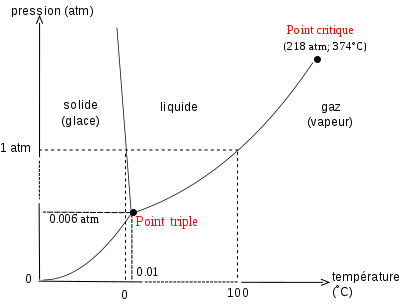 pression (atm)
Point critique
(218 atm; 374°C)
solide
(glace)
liquide
gaz
(vapeur)
1 atm
0.006 atm
Point triple
0.01
0
température
(°C)
0
100